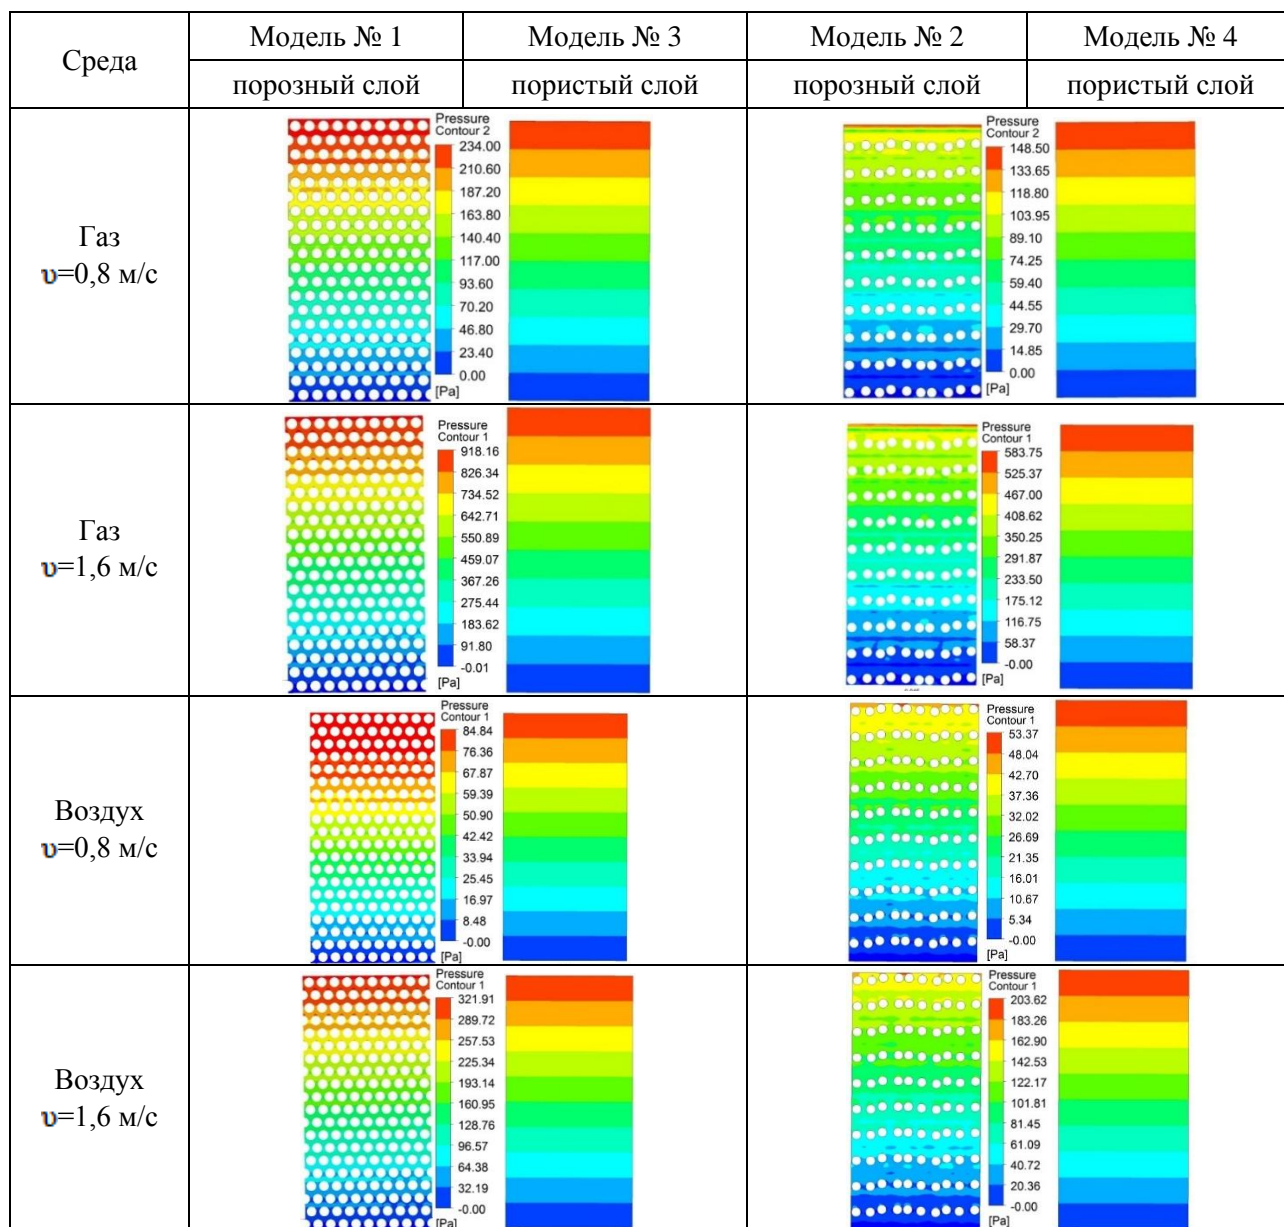 Среда
Модель № 1
Модель № 3
Модель № 2
Модель № 4
порозный слой
пористый слой
порозный слой
пористый слой
Газ
υ=0,8 м/с
Pressure
Contour 2
234.00
210.60
187.20
163.80
140.40
117.00
93.60
70.20
46.80
23.40
0.00
[Pa]
Pressure
Contour 2
148.50
133.65
118.80
103.95
89.10
74.25
59.40
44.55
29.70
14.85
0.00
[Pa]
Газ
υ=1,6 м/с
Pressure
Contour 1
918.16
826.34
734.52
642.71
550.89
459.07
367.26
275.44
183.62
91.80
-0.01
[Pa]
Pressure
Contour 1
583.75
525.37
467.00
408.62
350.25
291.87
233.50
175.12
116.75
58.37
-0.00
[Pa]
Воздух
υ=0,8 м/с
Pressure
Contour 1
84.84
76.36
67.87
59.39
50.90
42.42
33.94
25.45
16.97
8.48
-0.00
[Pa]
Pressure
Contour 1
53.37
48.04
42.70
37.36
32.02
26.69
21.35
16.01
10.67
5.34
-0.00
[Pa]
Воздух
υ=1,6 м/с
Pressure
Contour 1
321.91
289.72
257.53
225.34
193.14
160.95
128.76
96.57
64.38
32.19
-0.00
[Pa]
Pressure
Contour 1
203.62
183.26
162.90
142.53
122.17
101.81
81.45
61.09
40.72
20.36
-0.00
[Pa]